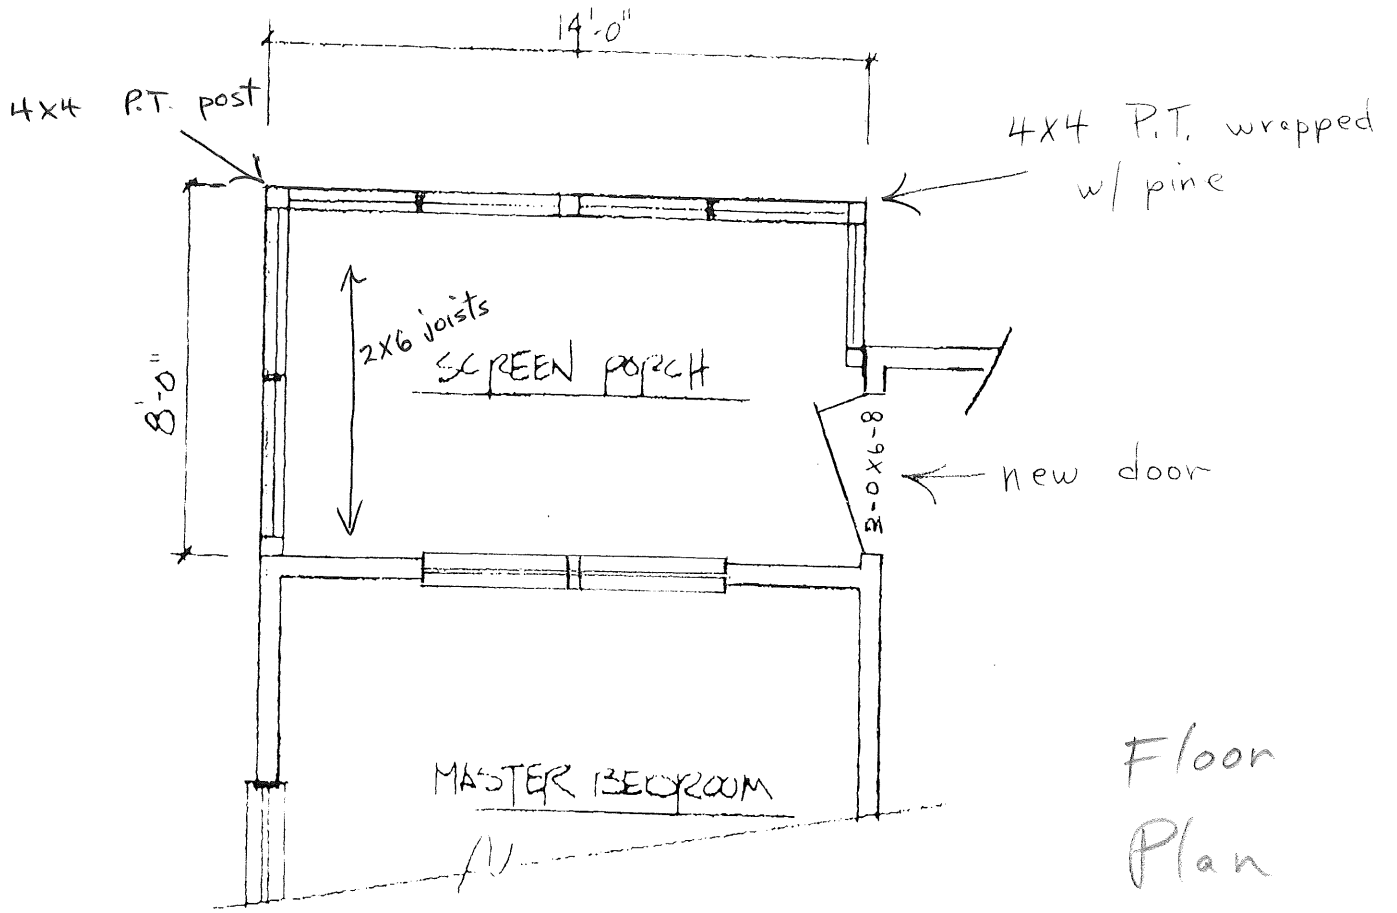 14'-0"
4x4 P.T. post
4x4 P.T. wrapped
w/ pine
2x6 joists
SCREEN PORCH
8'-0"
3-0x6-8
new door
MASTER BEDROOM
Floor
Plan